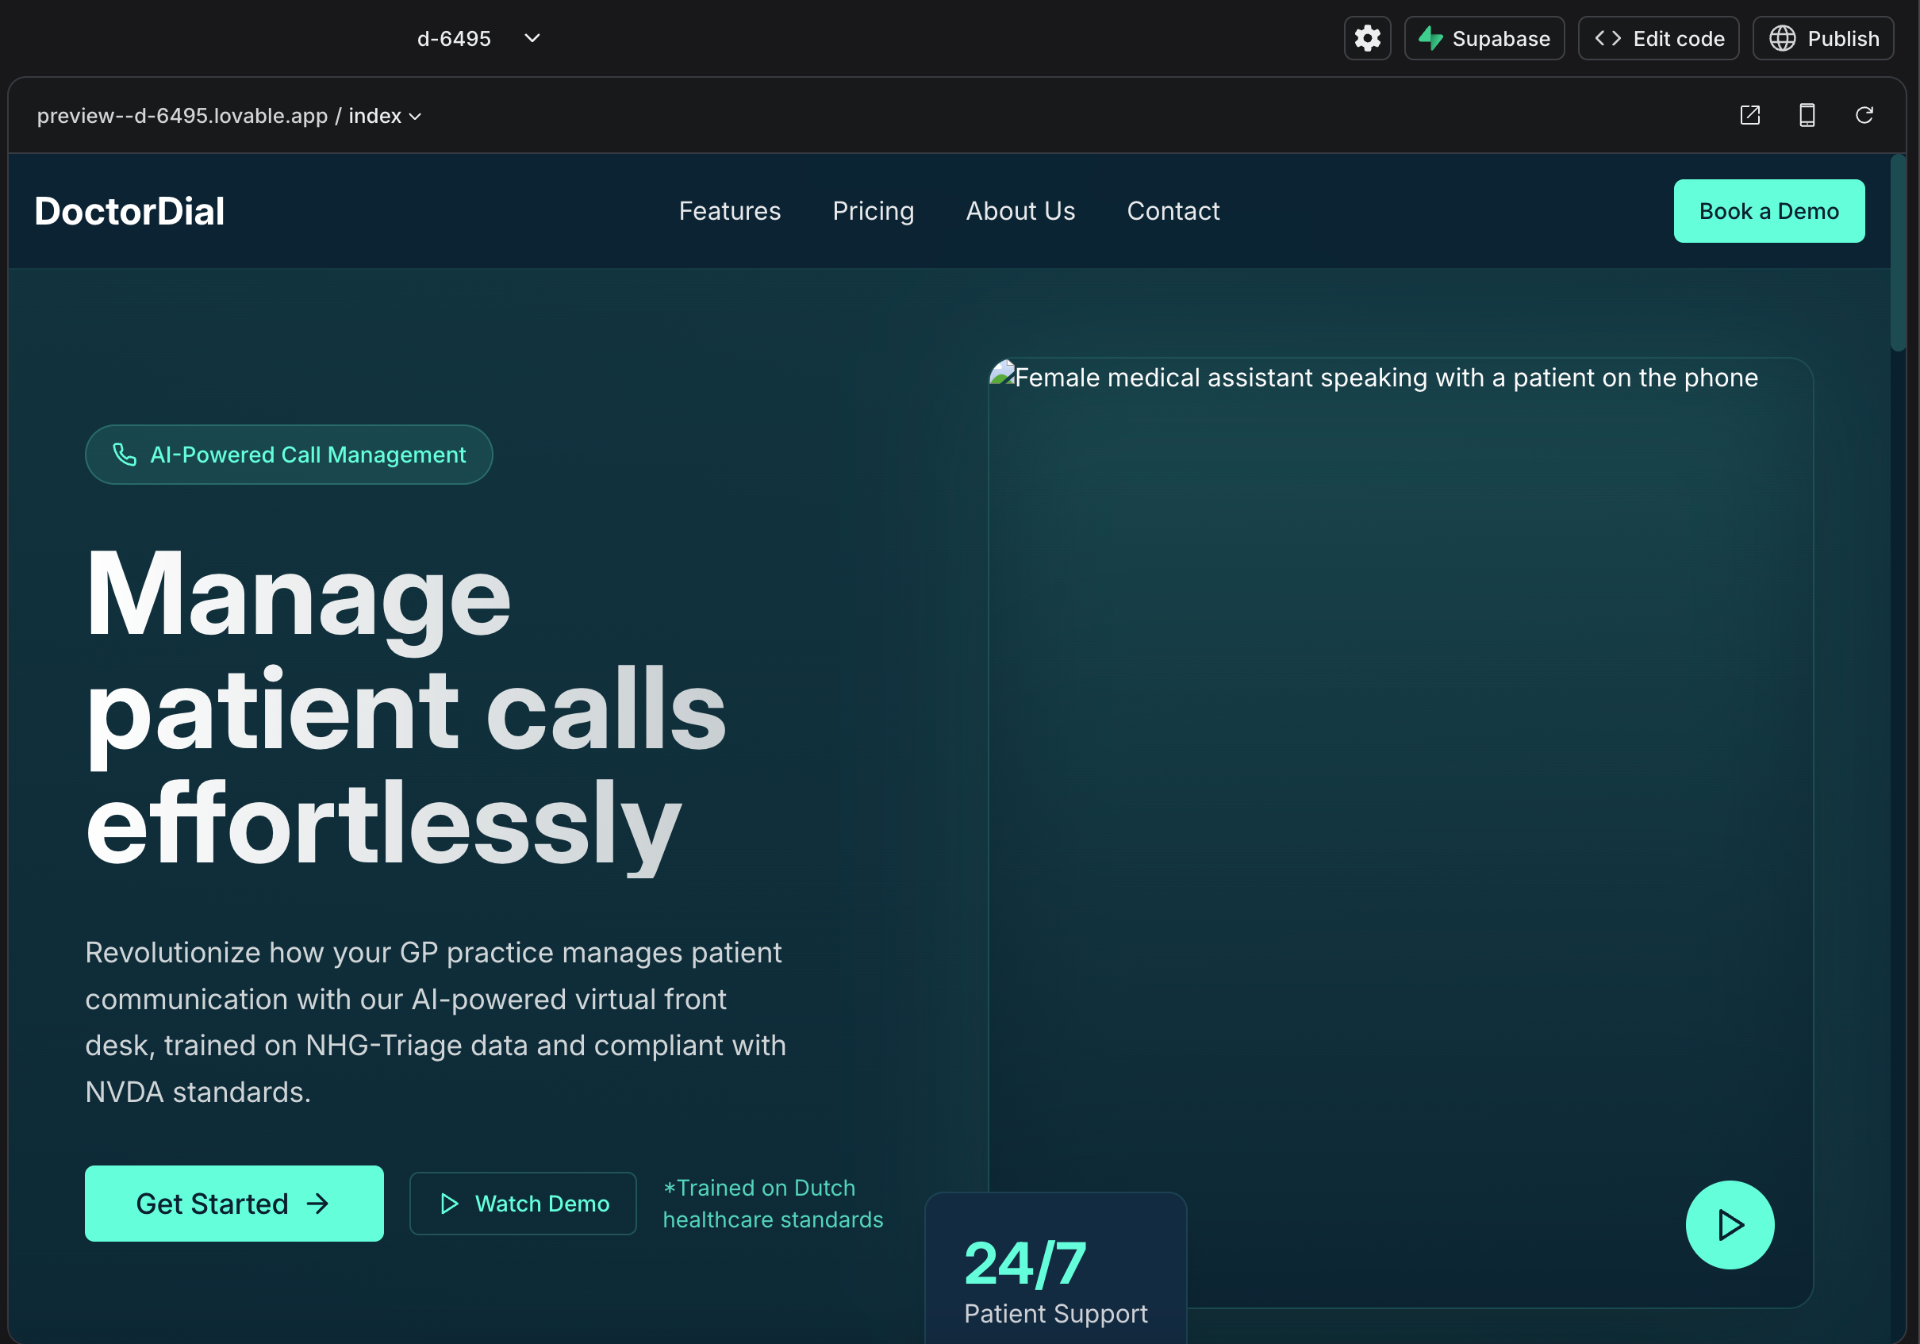 d-6495
Supabase
Edit code
Publish
preview--d-6495.lovable.app / index
DoctorDial
Features
Pricing
About Us
Contact
Book a Demo
Female medical assistant speaking with a patient on the phone
AI-Powered Call Management
Manage
patient calls
effortlessly
Revolutionize how your GP practice manages patient
communication with our AI-powered virtual front
desk, trained on NHG-Triage data and compliant with
NVDA standards.
Get Started
Watch Demo
*Trained on Dutch
healthcare standards
24/7
Patient Support